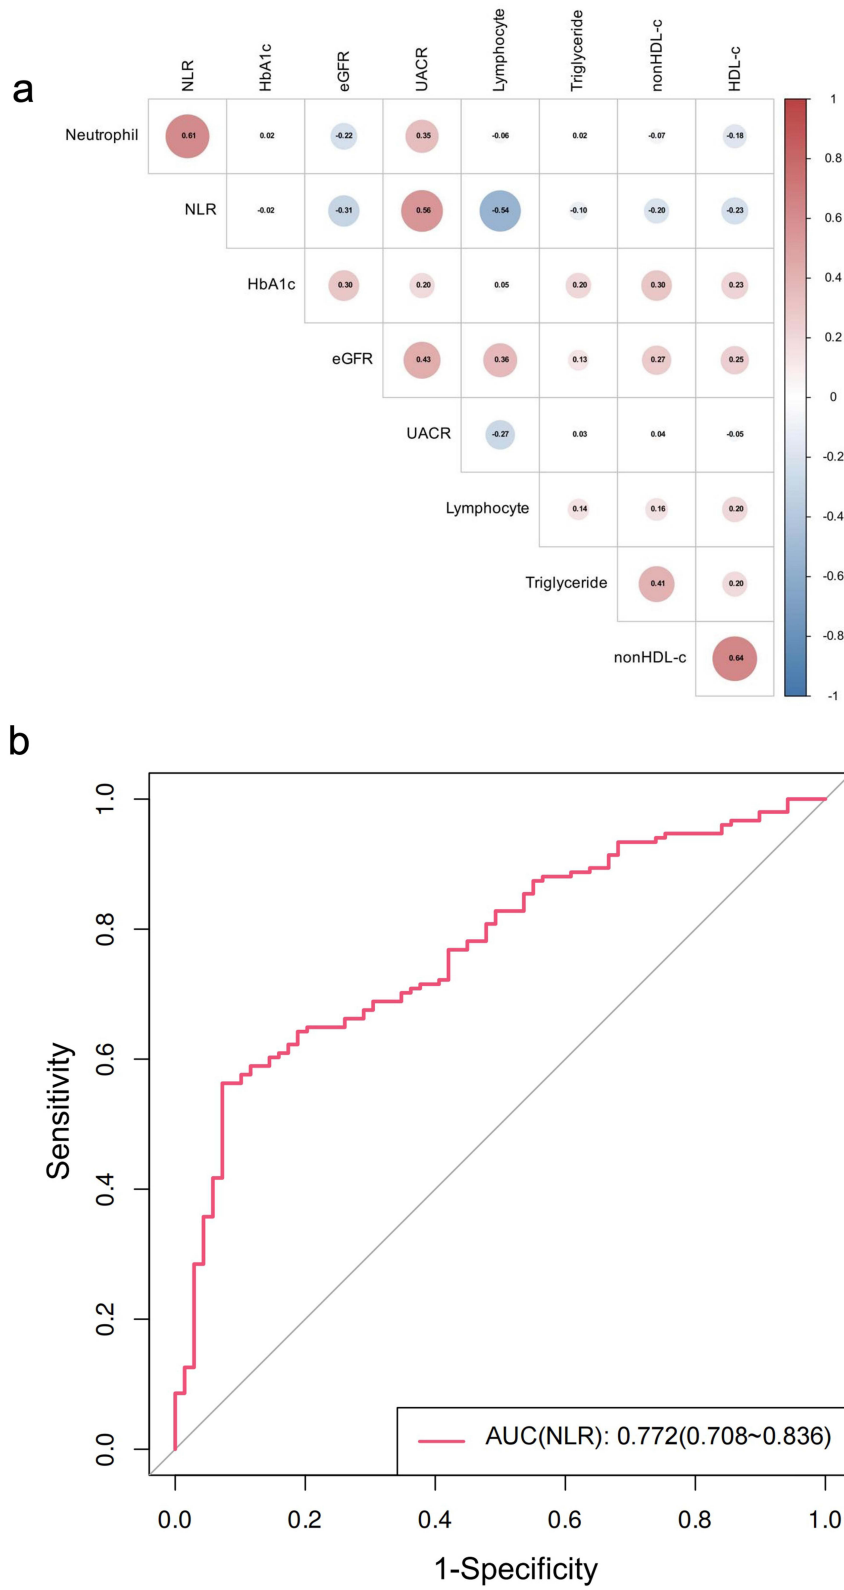 a
NLR HbA1c eGFR UACR Lymphocyte Triglyceride nonHDL-c HDL-c
1
Neutrophil 0.61 0.02 -0.22 0.35 -0.06 0.02 -0.07 -0.18
0.8
NLR -0.02 -0.31 0.56 -0.54 -0.10 -0.20 -0.23
0.6
HbA1c 0.30 0.20 0.05 0.20 0.30 0.23
0.4
eGFR 0.43 0.36 0.13 0.27 0.25
0.2
0
UACR -0.27 0.03 0.04 -0.05
-0.2
Lymphocyte 0.14 0.16 0.20
-0.4
Triglyceride 0.41 0.20
-0.6
nonHDL-c 0.64
-0.8
-1
b
Sensitivity
1.0
0.8
0.6
0.4
0.2
0.0
AUC(NLR): 0.772(0.708~0.836)
0.0 0.2 0.4 0.6 0.8 1.0
1-Specificity